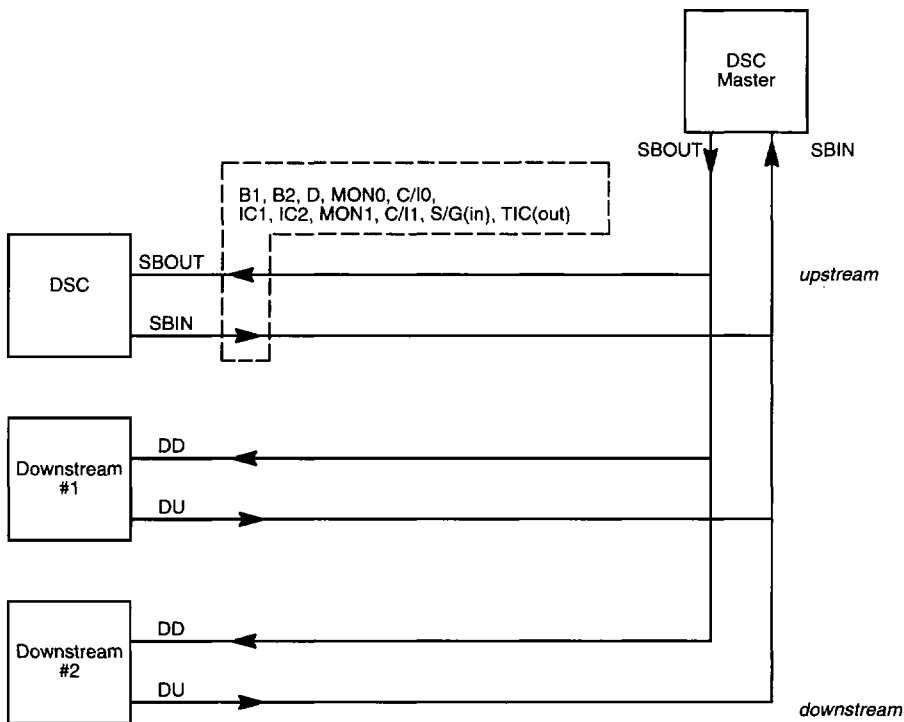 DSC
Master
SBOUT
SBIN
B1, B2, D, MON0, C/I0,
IC1, IC2, MON1, C/I1, S/G(in), TIC(out)
SBOUT
DSC
upstream
SBIN
DD
Downstream
#1
DU
DD
Downstream
#2
DU
downstream